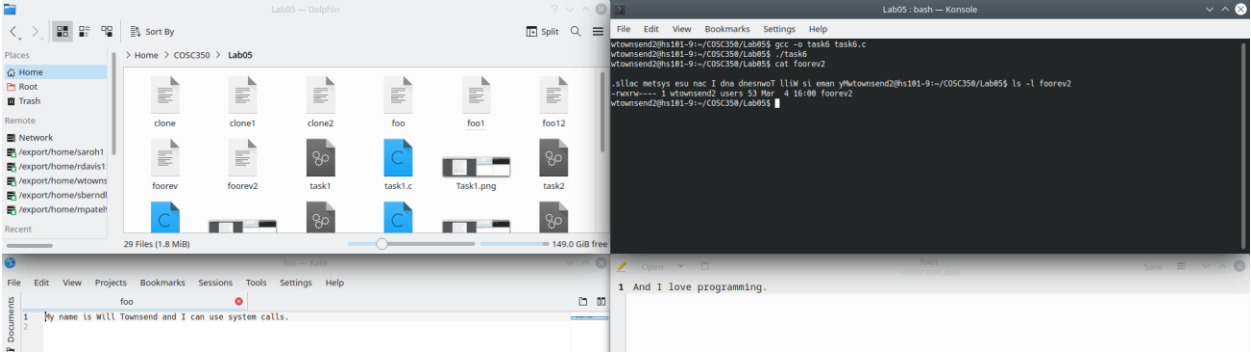 Lab05 — Dolphin
Sort By
Split
Places
Home
Root
Trash
Remote
Network
/export/home/saroh1
/export/home/rdavis1
/export/home/wtowns
/export/home/sberndl
/export/home/mpatel
Recent
> Home > COSC350 > Lab05
clone
clone1
clone2
foo
foo1
foo12
foorev
foorev2
task1
task1.c
Task1.png
task2
29 Files (1.8 MiB)
149.0 GiB free
Lab05 : bash — Konsole
File Edit View Bookmarks Settings Help
wtownsend2@hs101-9:~/COSC350/Lab05$ gcc -o task6 task6.c
wtownsend2@hs101-9:~/COSC350/Lab05$ ./task6
wtownsend2@hs101-9:~/COSC350/Lab05$ cat foorev2
.sllac metsys esu nac I dna dnesnwoT lliW si eman yMwtownsend2@hs101-9:~/COSC350/Lab05$ ls -l foorev2
-rwxrw---- 1 wtownsend2 users 53 Mar 4 16:00 foorev2
wtownsend2@hs101-9:~/COSC350/Lab05$
foo — Kate
File Edit View Projects Bookmarks Sessions Tools Settings Help
Documents
foo
1 My name is Will Townsend and I can use system calls.
2
Open
foo1
Save
1 And I love programming.